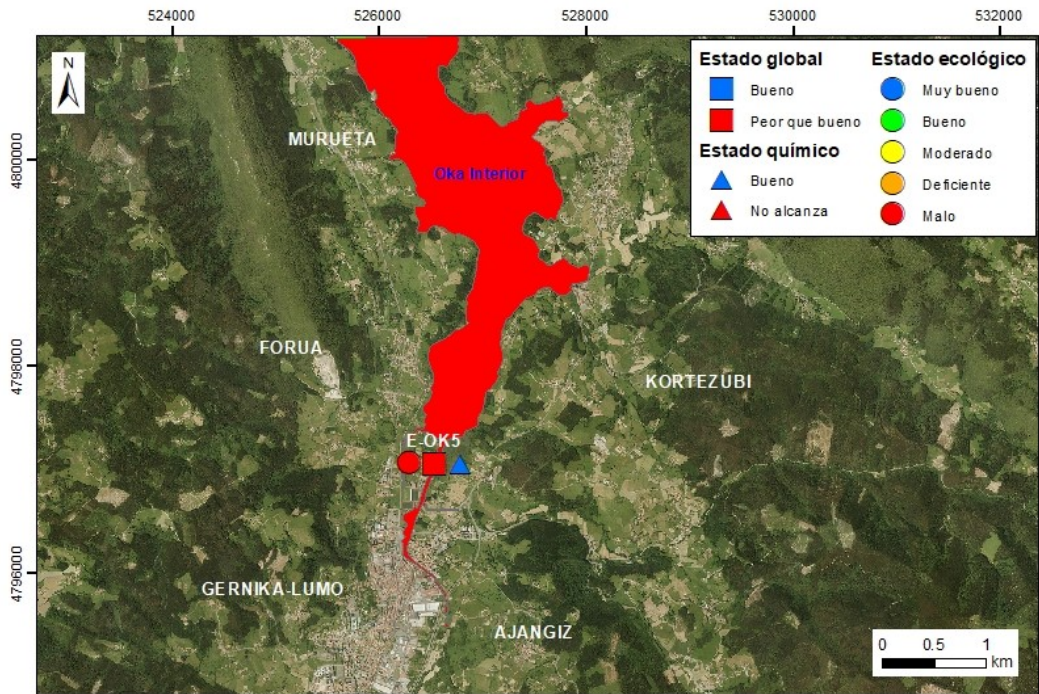 524000 526000 528000 530000 532000
N
Estado global
Bueno
Peor que bueno
Estado químico
Bueno
No alcanza
Estado ecológico
Muy bueno
Bueno
Moderado
Deficiente
Malo
4800000
4798000
4796000
MURUETA
Oka Interior
FORUA
KORTEZUBI
E-OK5
GERNIKA-LUMO
AJANGIZ
0 0.5 1
km